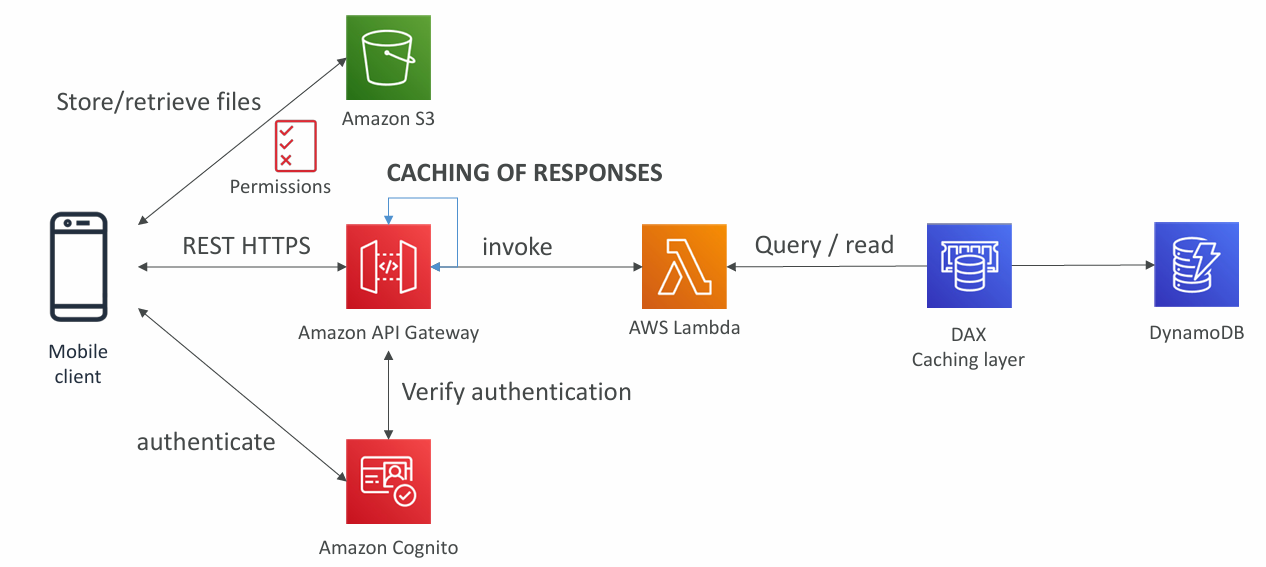 Store/retrieve files
Amazon S3
Permissions
CACHING OF RESPONSES
REST HTTPS
invoke
Query / read
Mobile
client
Amazon API Gateway
AWS Lambda
DAX
Caching layer
DynamoDB
Verify authentication
authenticate
Amazon Cognito